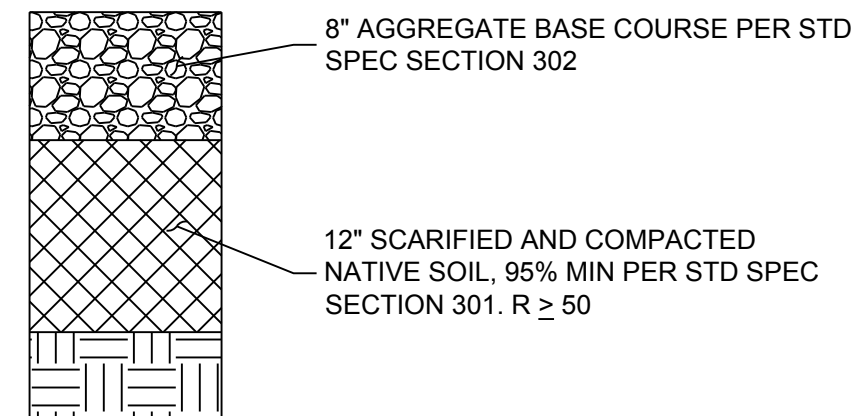 8" AGGREGATE BASE COURSE PER STD
SPEC SECTION 302
12" SCARIFIED AND COMPACTED
NATIVE SOIL, 95% MIN PER STD SPEC
SECTION 301. R ≥ 50